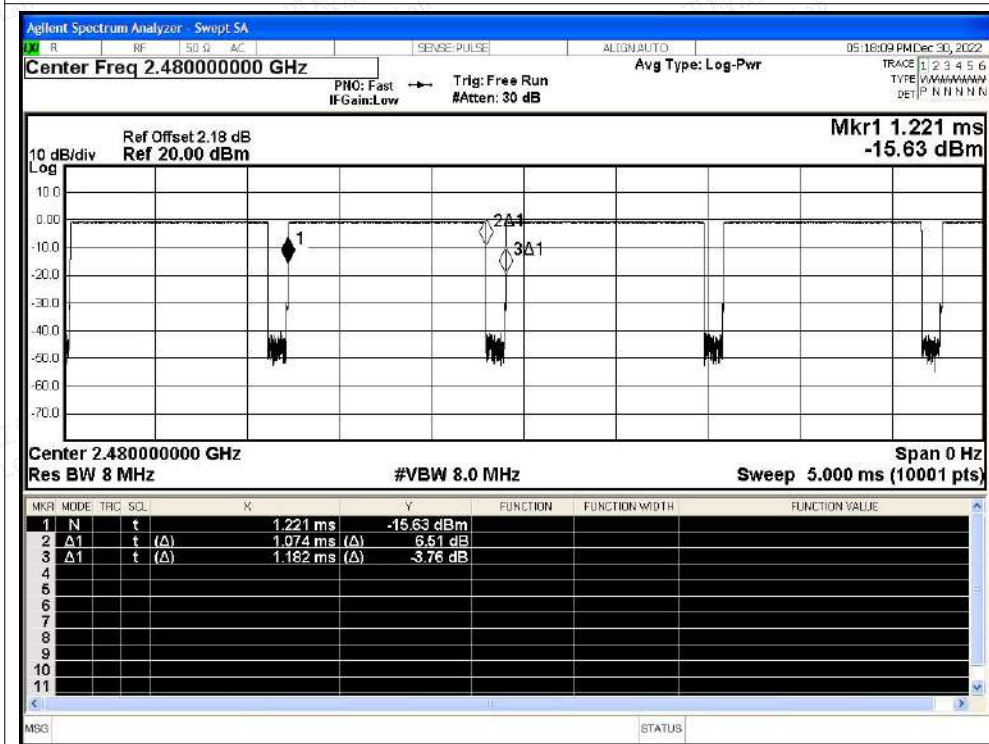 Agilent Spectrum Analyzer - Swept SA
LXI R RF 50 Ω AC SENSE:PULSE ALIGN AUTO 05:18:09 PM Dec 30, 2022
Center Freq 2.480000000 GHz Avg Type: Log-Pwr TRACE 1 2 3 4 5 6
PNO: Fast Trig: Free Run TYPE
IFGain:Low #Atten: 30 dB DET P N N N N N
Mkr1 1.221 ms
Ref Offset 2.18 dB
10 dB/div Ref 20.00 dBm -15.63 dBm
Log
10.0
0.00
2Δ1
1
-10.0
3Δ1
-20.0
-30.0
-40.0
-50.0
-60.0
-70.0
Center 2.480000000 GHz Span 0 Hz
Res BW 8 MHz #VBW 8.0 MHz Sweep 5.000 ms (10001 pts)
MKR MODE TRC SCL X Y FUNCTION FUNCTION WIDTH FUNCTION VALUE
1 N t 1.221 ms -15.63 dBm
2 Δ1 t (Δ) 1.074 ms (Δ) 6.51 dB
3 Δ1 t (Δ) 1.182 ms (Δ) -3.76 dB
4
5
6
7
8
9
10
11
MSG STATUS